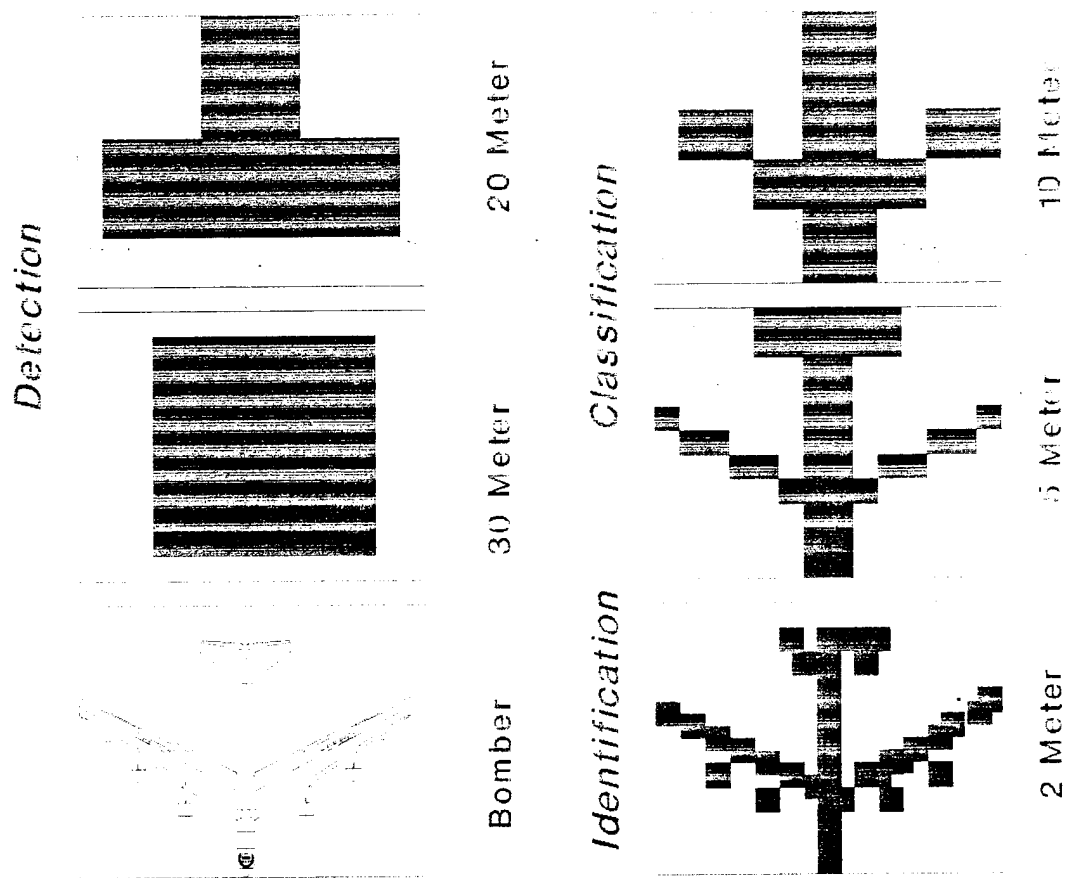 Detection
Bomber
30 Meter
20 Meter
Identification
Classification
2 Meter
5 Meter
10 Meter